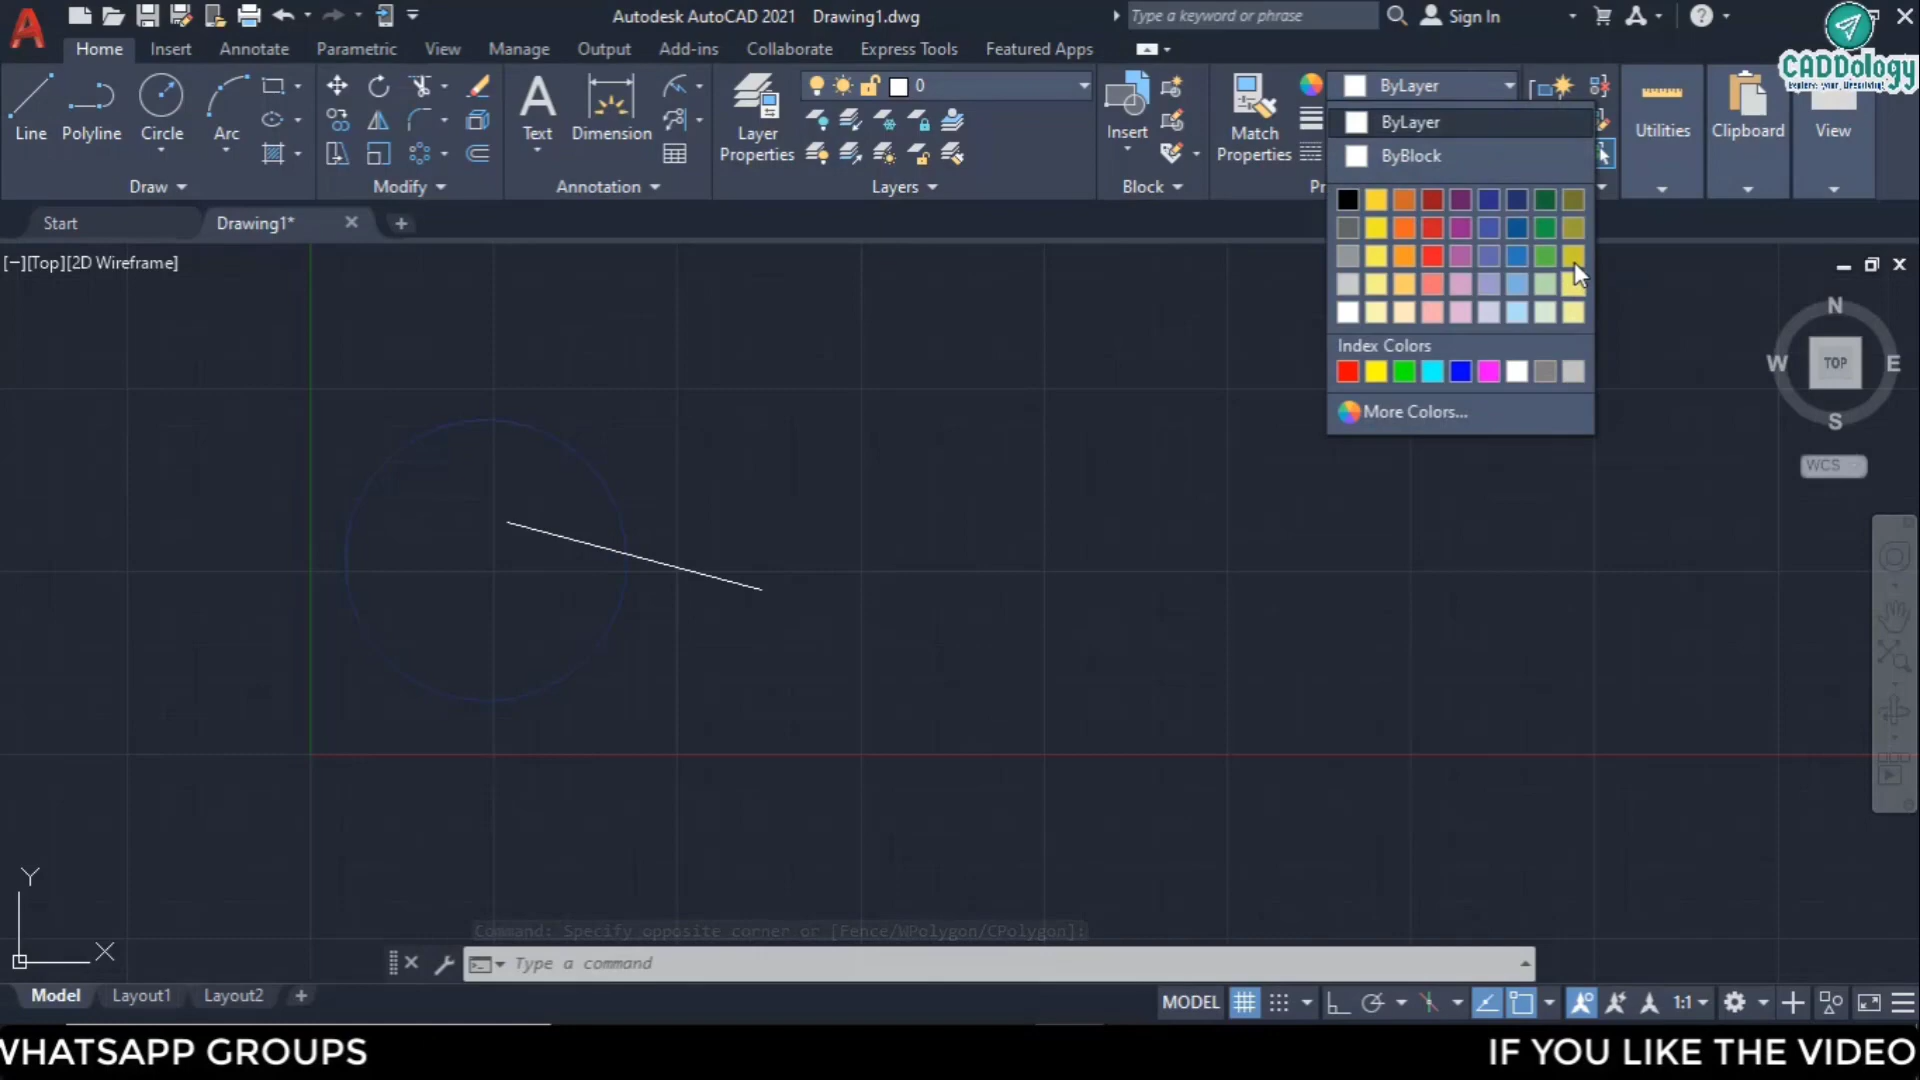 Autodesk AutoCAD 2021 Drawing1.dwg
Type a keyword or phrase
Sign In
CADDology
Home Insert Annotate Parametric View Manage Output Add-ins Collaborate Express Tools Featured Apps
Line Polyline Circle Arc
Text Dimension
Layer Properties
0
Insert
Match Properties
ByLayer
Utilities Clipboard View
Draw Modify Annotation Layers Block Pr
ByLayer
ByBlock
Index Colors
More Colors...
Start Drawing1*
[−][Top][2D Wireframe]
N
W TOP E
S
WCS
Y
X
Command: Specify opposite corner or [Fence/WPolygon/CPolygon]:
Type a command
Model Layout1 Layout2
MODEL 1:1
WHATSAPP GROUPS IF YOU LIKE THE VIDEO